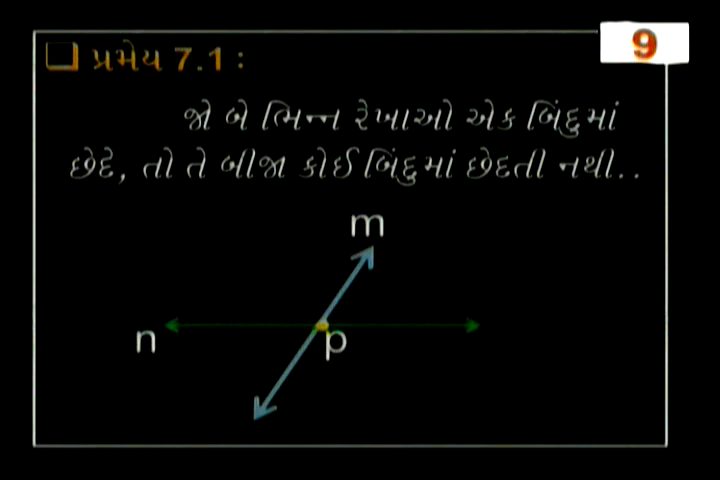 9
પ્રમેય 7.1 :
જો બે ભિન્ન રેખાઓ એક બિંદુમાં
છેદે, તો તે બીજા કોઈ બિંદુમાં છેદતી નથી..
m
n
p